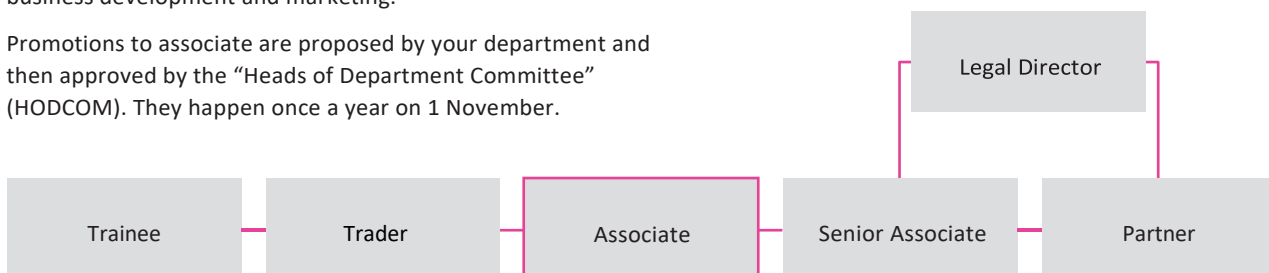 business development and marketing.
Promotions to associate are proposed by your department and
then approved by the “Heads of Department Committee”
(HODCOM). They happen once a year on 1 November.
Legal Director
Trainee
Trader
Associate
Senior Associate
Partner